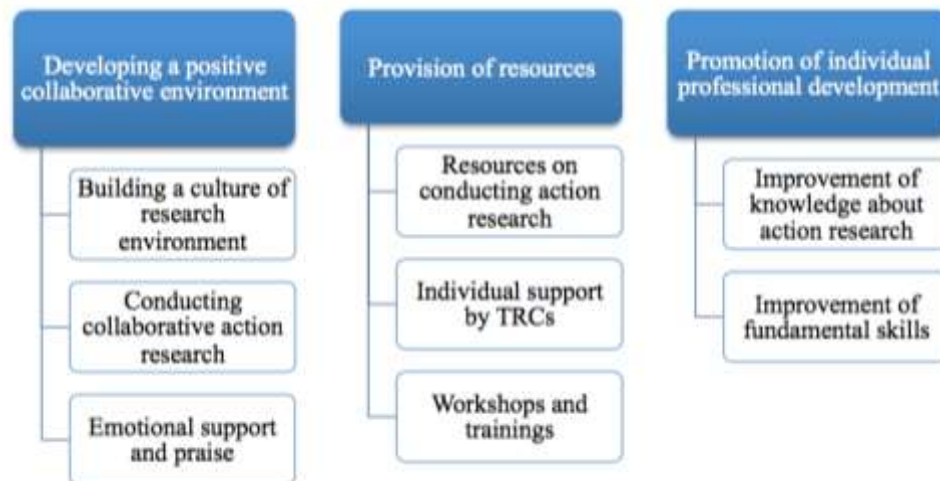 Developing a positive
collaborative environment
Building a culture of
research
environment
Conducting
collaborative action
research
Emotional support
and praise
Provision of resources
Resources on
conducting action
research
Individual support
by TRCs
Workshops and
trainings
Promotion of individual
professional development
Improvement of
knowledge about
action research
Improvement of
fundamental skills